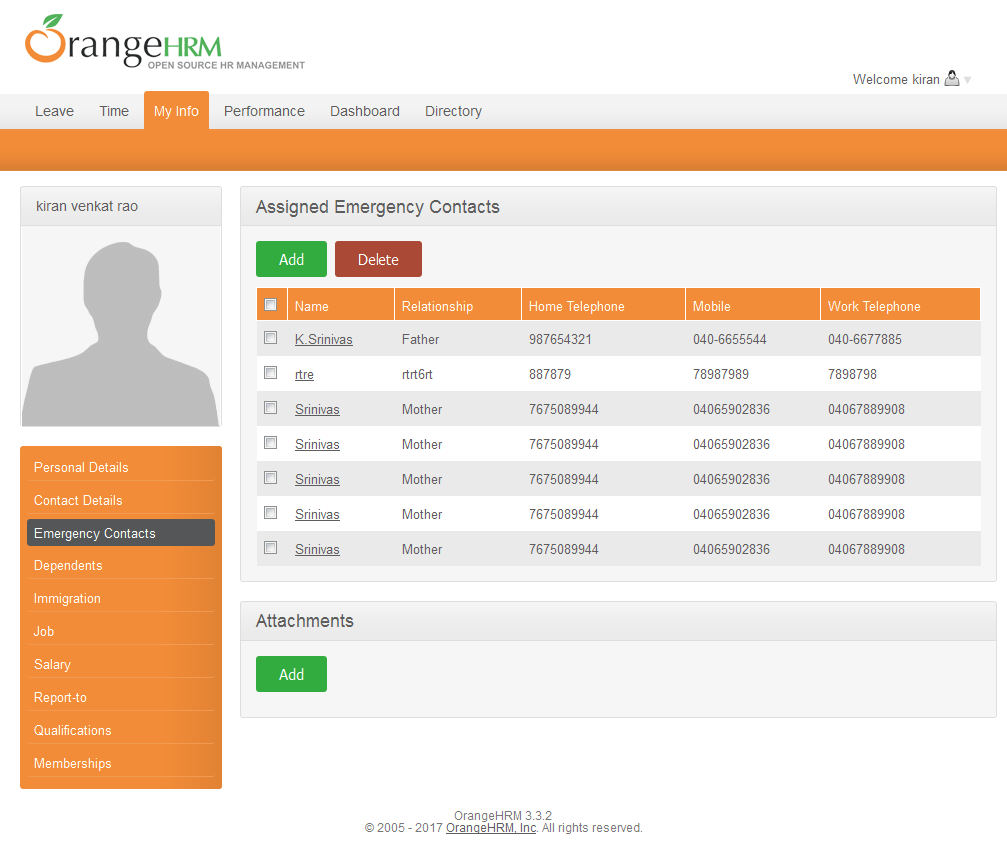 OrangeHRM
OPEN SOURCE HR MANAGEMENT
Welcome kiran
Leave Time My Info Performance Dashboard Directory
kiran venkat rao
Personal Details
Contact Details
Emergency Contacts
Dependents
Immigration
Job
Salary
Report-to
Qualifications
Memberships
Assigned Emergency Contacts
Add Delete
Name Relationship Home Telephone Mobile Work Telephone
K.Srinivas Father 987654321 040-6655544 040-6677885
rtre rtrt6rt 887879 78987989 7898798
Srinivas Mother 7675089944 04065902836 04067889908
Srinivas Mother 7675089944 04065902836 04067889908
Srinivas Mother 7675089944 04065902836 04067889908
Srinivas Mother 7675089944 04065902836 04067889908
Srinivas Mother 7675089944 04065902836 04067889908
Attachments
Add
OrangeHRM 3.3.2
© 2005 - 2017 OrangeHRM, Inc. All rights reserved.